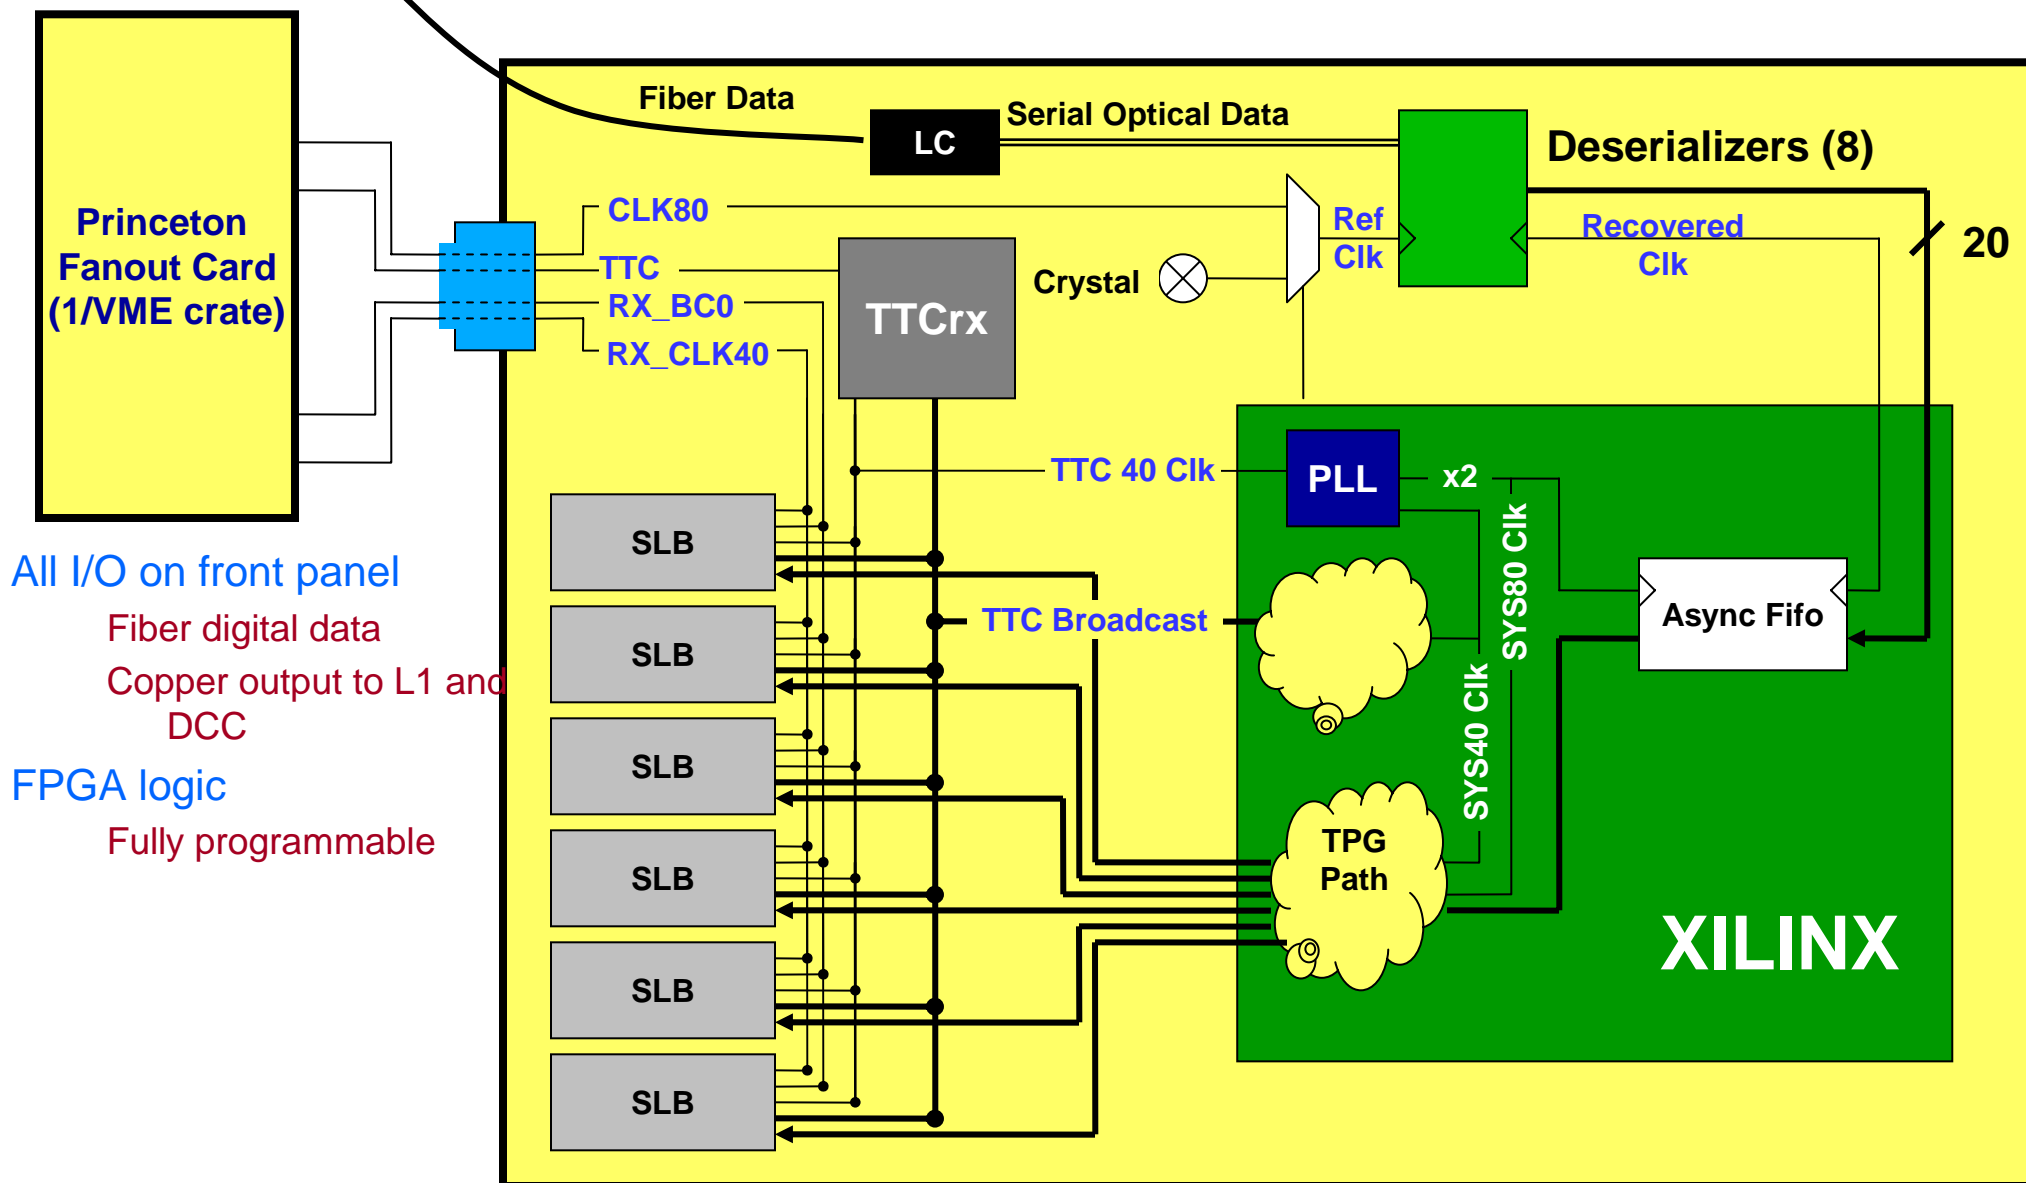 Fiber Data
LC
Serial Optical Data
Deserializers (8)
Princeton
Fanout Card
(1/VME crate)
CLK80
TTC
RX_BC0
RX_CLK40
TTCrx
Crystal
Ref
Clk
Recovered
Clk
20
TTC 40 Clk
PLL
x2
SYS80 Clk
SYS40 Clk
Async Fifo
TTC Broadcast
SLB
SLB
SLB
SLB
SLB
SLB
TPG
Path
XILINX
All I/O on front panel
Fiber digital data
Copper output to L1 and
DCC
FPGA logic
Fully programmable